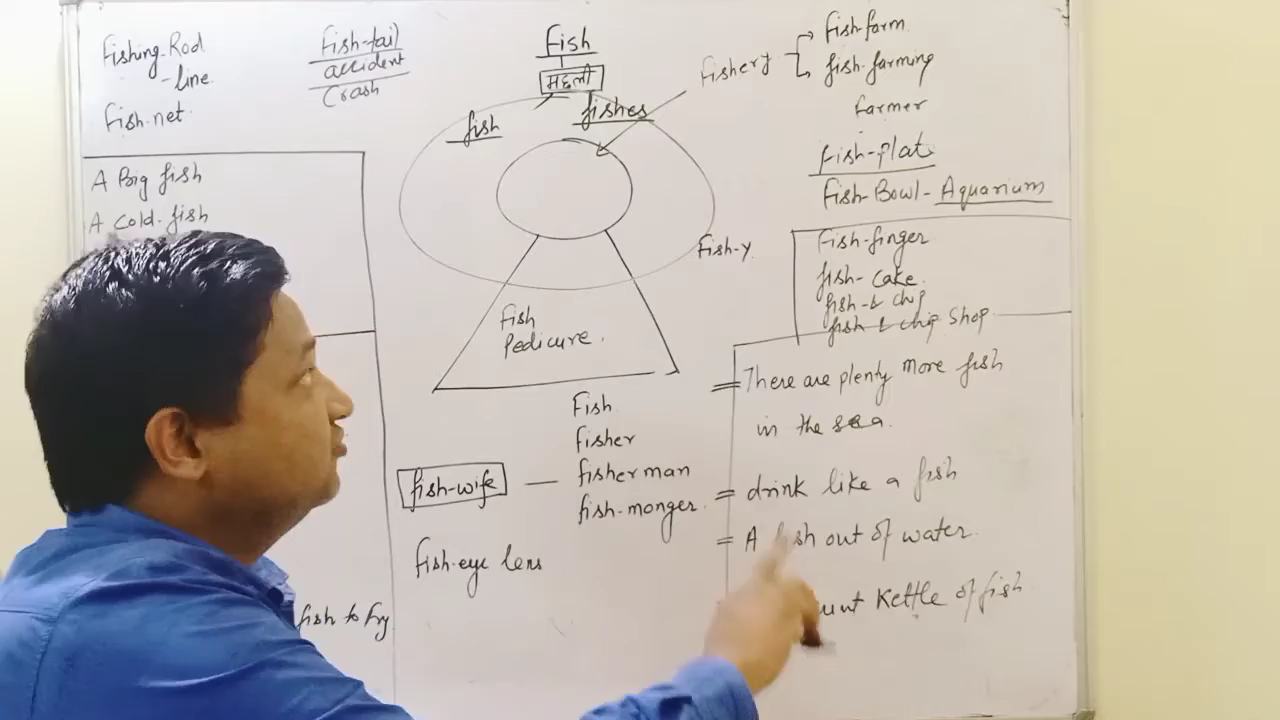 Fishing-Rod
-line
Fish-net
Fish-tail
accident
Crash
Fish
मछली
fish
fishes
Fishery
Fish-farm
fish-farming
farmer
fish-plate
Fish-Bowl - Aquarium
A Big fish
A Cold-fish
Fish-y
Fish-finger
fish-cake
fish-& chip
fish & chip Shop
Fish
Pedicure.
= There are plenty more fish
in the sea.
Fish
fisher
fisherman
fish-monger
fish-wife
= drink like a fish
= A fish out of water.
fish-eye lens
fish to fry
Kettle of fish